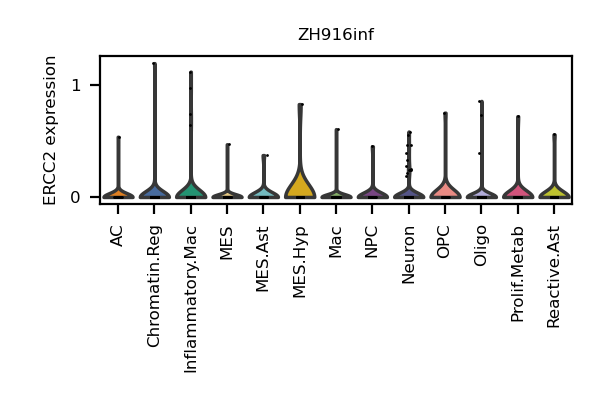 ZH916inf
ERCC2 expression
1
0
AC
Chromatin.Reg
Inflammatory.Mac
MES
MES.Ast
MES.Hyp
Mac
NPC
Neuron
OPC
Oligo
Prolif.Metab
Reactive.Ast